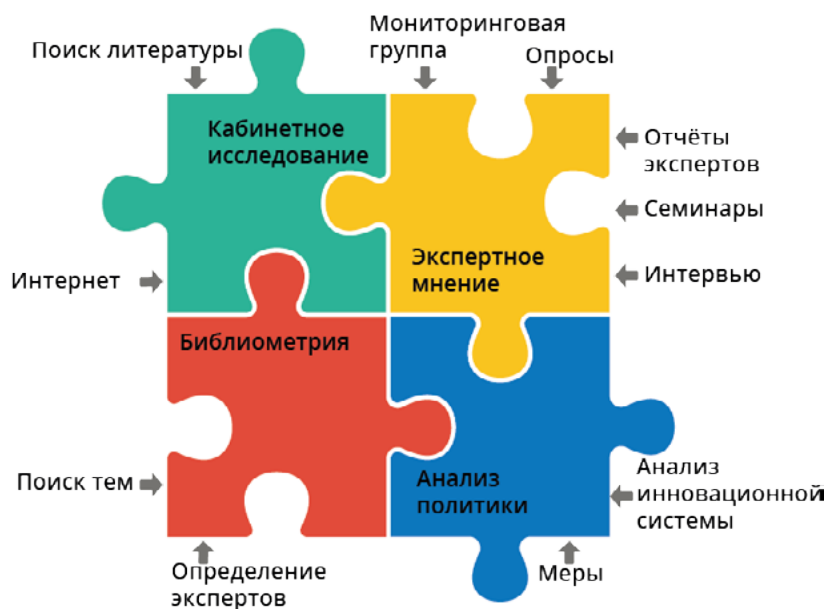 Поиск литературы
Мониторинговая
группа
Опросы
Кабинетное
исследование
Отчёты
экспертов
Семинары
Экспертное
мнение
Интернет
Интервью
Библиометрия
Поиск тем
Анализ
политики
Анализ
инновационной
системы
Определение
экспертов
Меры